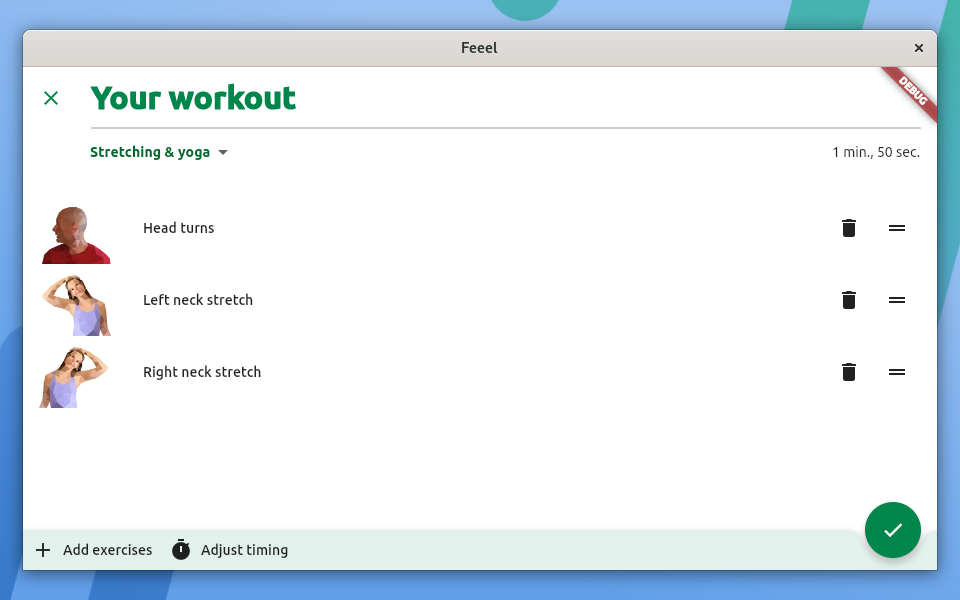 Feeel
DEBUG
Your workout
Stretching & yoga
1 min., 50 sec.
Head turns
Left neck stretch
Right neck stretch
Add exercises
Adjust timing